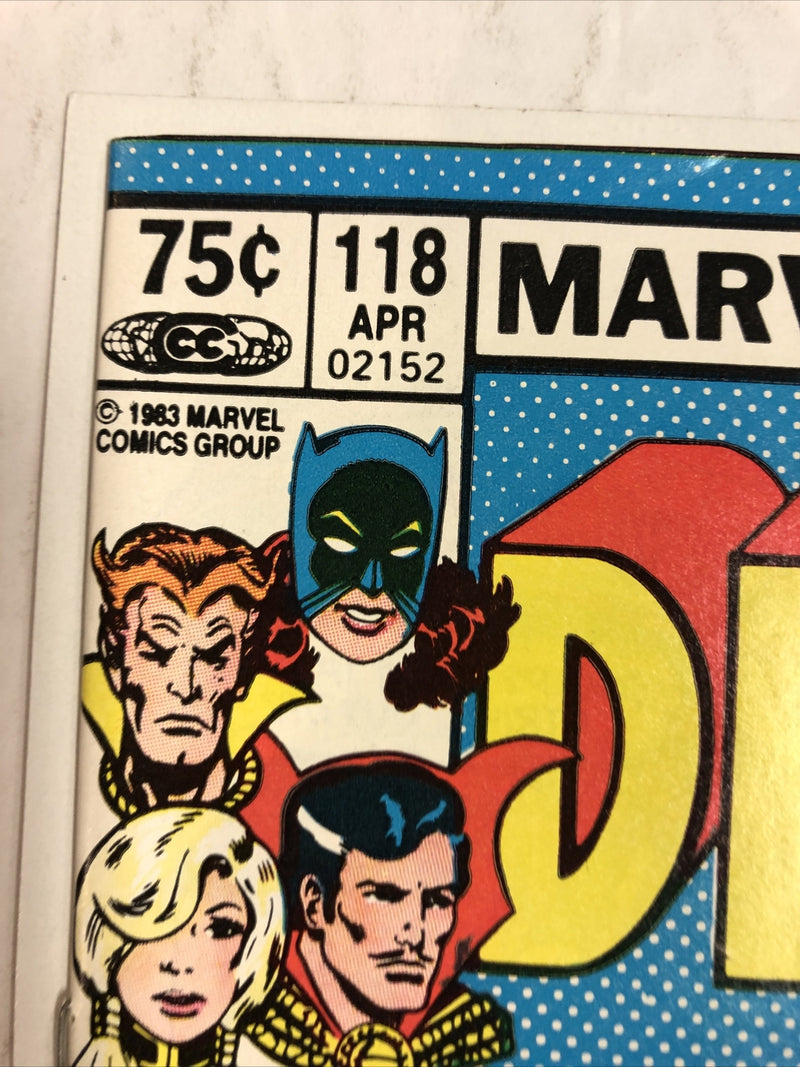 75¢
CC
118
APR
02152
MARV
© 1983 MARVEL
COMICS GROUP